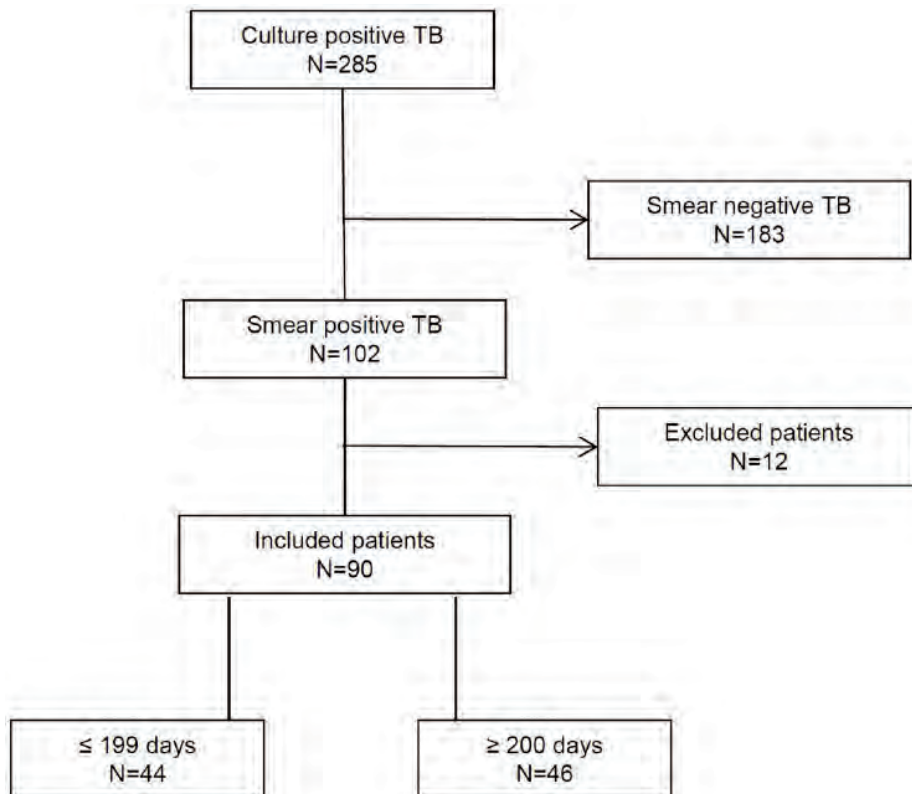 Culture positive TB
N=285
Smear negative TB
N=183
Smear positive TB
N=102
Excluded patients
N=12
Included patients
N=90
≤ 199 days
N=44
≥ 200 days
N=46